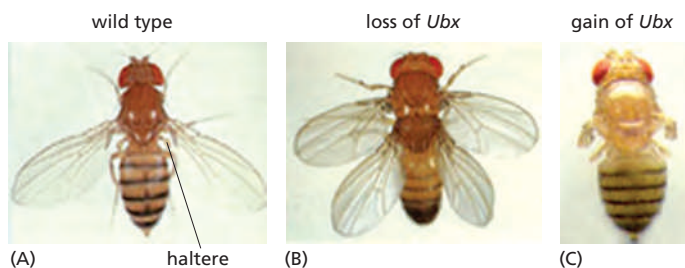 wild type
loss of Ubx
gain of Ubx
(A)
haltere
(B)
(C)